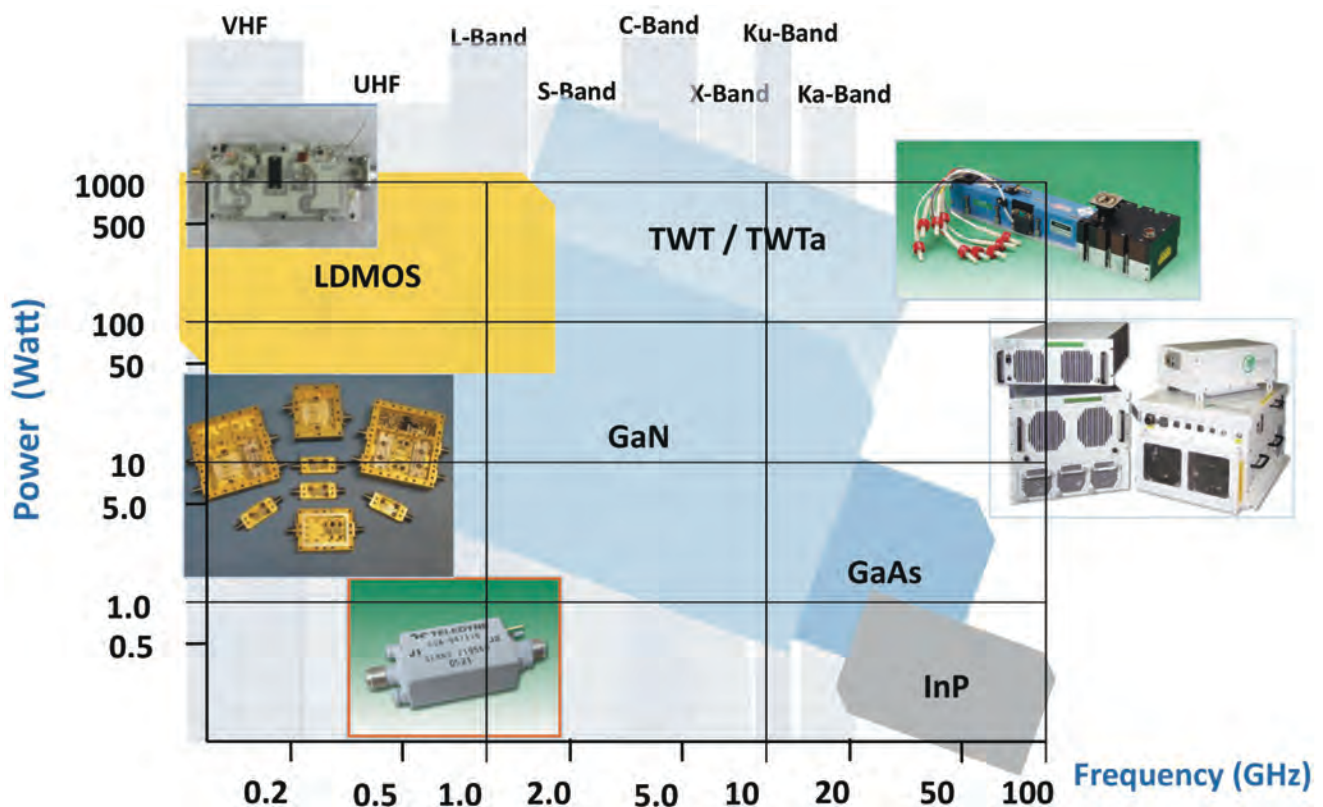 VHF
UHF
L-Band
S-Band
C-Band
X-Band
Ku-Band
Ka-Band
1000
500
100
50
10
5.0
1.0
0.5
Power (Watt)
LDMOS
TWT / TWTa
GaN
GaAs
InP
0.2
0.5
1.0
2.0
5.0
10
20
50
100
Frequency (GHz)